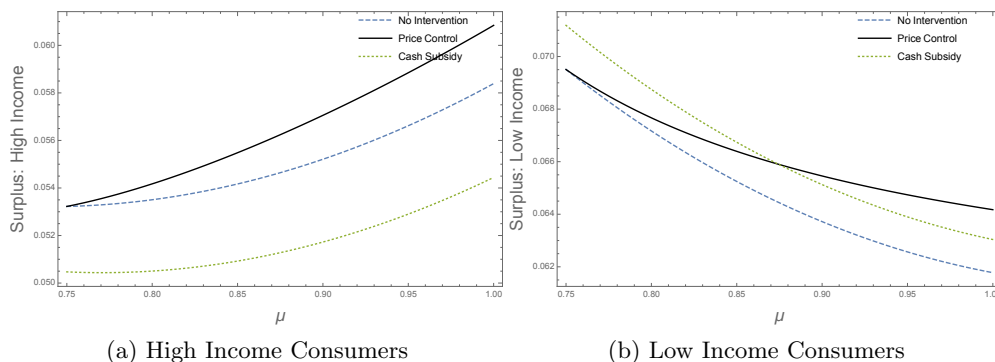 No Intervention
Price Control
Cash Subsidy
Surplus: High Income
0.060
0.058
0.056
0.054
0.052
0.050
0.75
0.80
0.85
0.90
0.95
1.00
μ
(a) High Income Consumers
No Intervention
Price Control
Cash Subsidy
Surplus: Low Income
0.070
0.068
0.066
0.064
0.062
0.75
0.80
0.85
0.90
0.95
1.00
μ
(b) Low Income Consumers